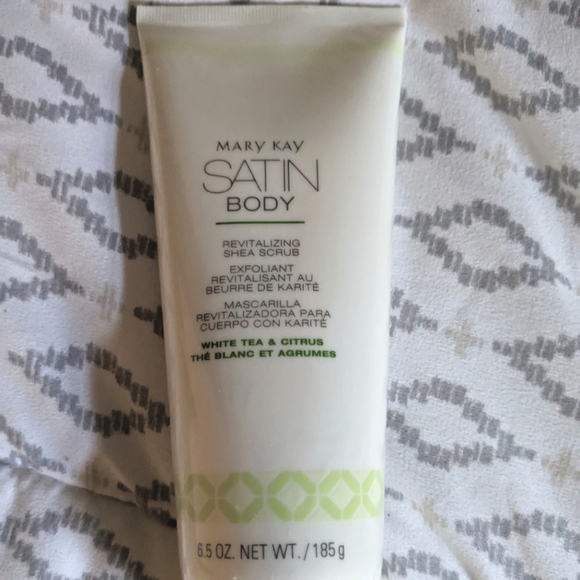 MARY KAY
SATIN
BODY
REVITALIZING
SHEA SCRUB
EXFOLIANT
REVITALISANT AU
BEURRE DE KARITÉ
MASCARILLA
REVITALIZADORA PARA
CUERPO CON KARITÉ
WHITE TEA & CITRUS
THÉ BLANC ET AGRUMES
6.5 OZ. NET WT./185g